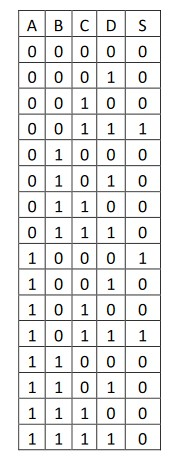 A B C D S
0 0 0 0 0
0 0 0 1 0
0 0 1 0 0
0 0 1 1 1
0 1 0 0 0
0 1 0 1 0
0 1 1 0 0
0 1 1 1 0
1 0 0 0 1
1 0 0 1 0
1 0 1 0 0
1 0 1 1 1
1 1 0 0 0
1 1 0 1 0
1 1 1 0 0
1 1 1 1 0